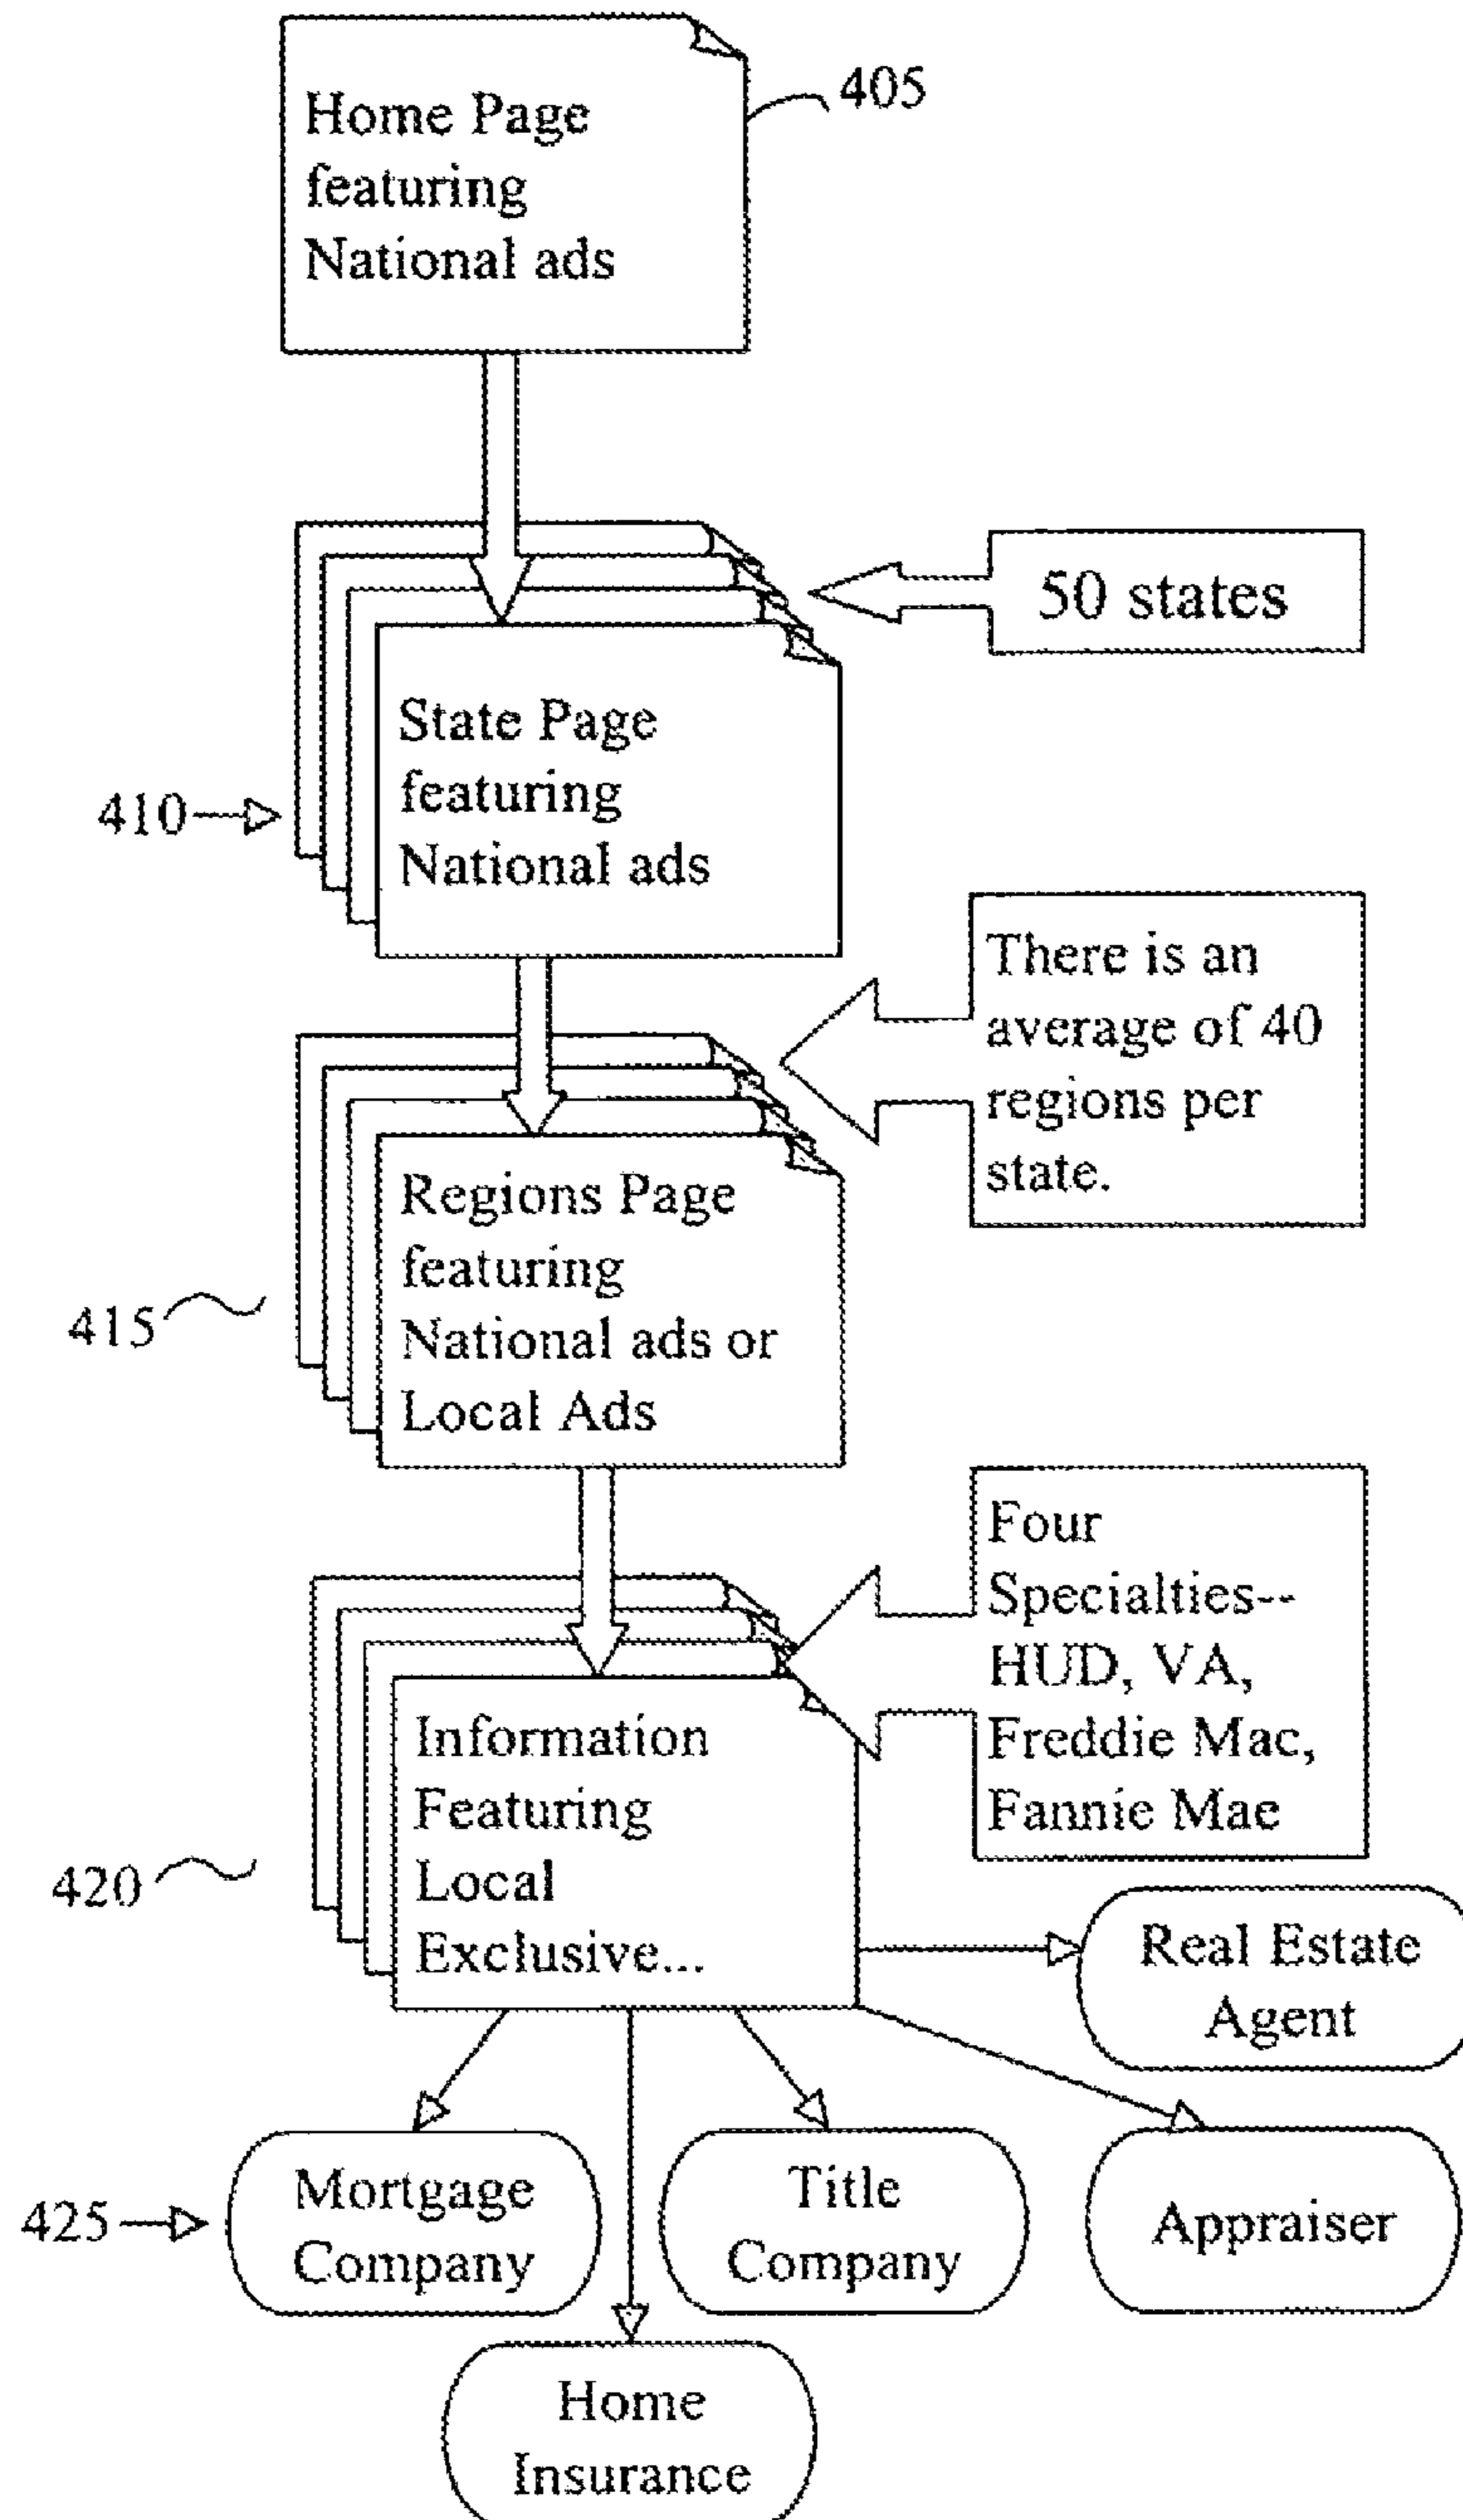 Home Page
featuring
National ads
405
50 states
State Page
featuring
National ads
410
There is an
average of 40
regions per
state.
Regions Page
featuring
National ads or
Local Ads
415
Four
Specialties--
HUD, VA,
Freddie Mac,
Fannie Mae
Information
Featuring
Local
Exclusive...
420
Real Estate
Agent
Mortgage
Company
425
Title
Company
Appraiser
Home
Insurance